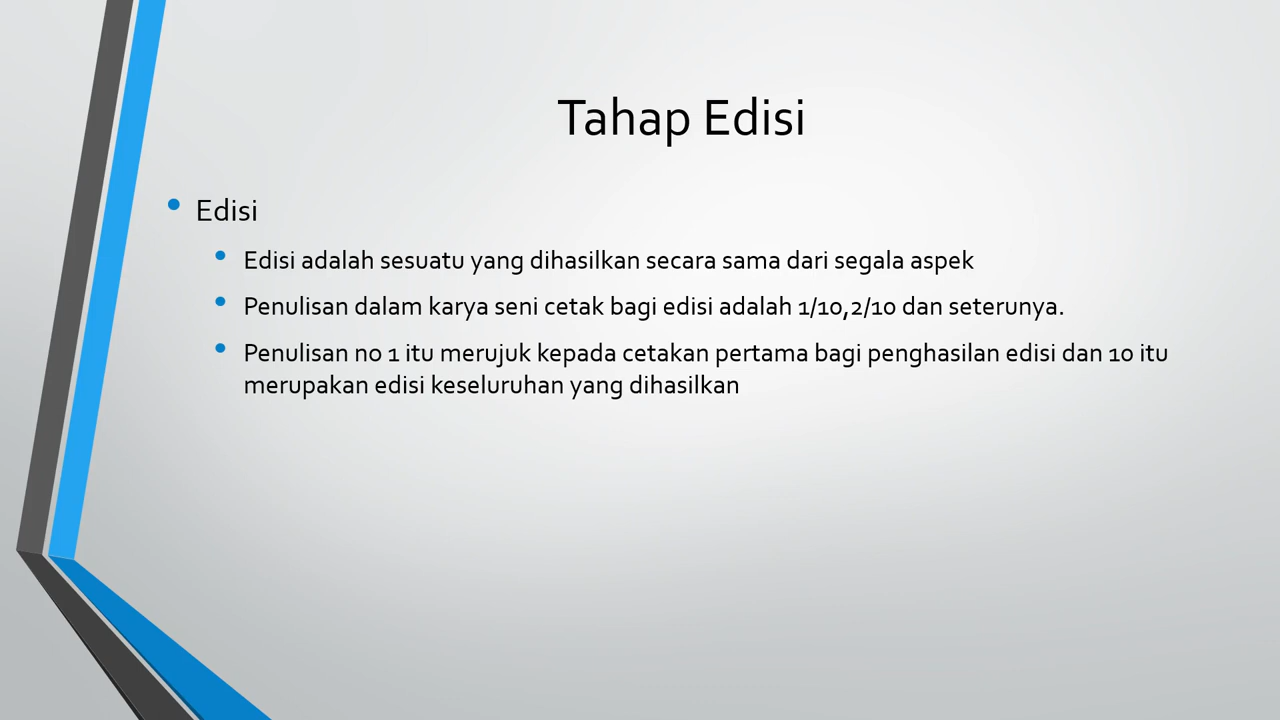 Tahap Edisi
Edisi
Edisi adalah sesuatu yang dihasilkan secara sama dari segala aspek
Penulisan dalam karya seni cetak bagi edisi adalah 1/10,2/10 dan seterunya.
Penulisan no 1 itu merujuk kepada cetakan pertama bagi penghasilan edisi dan 10 itu
merupakan edisi keseluruhan yang dihasilkan